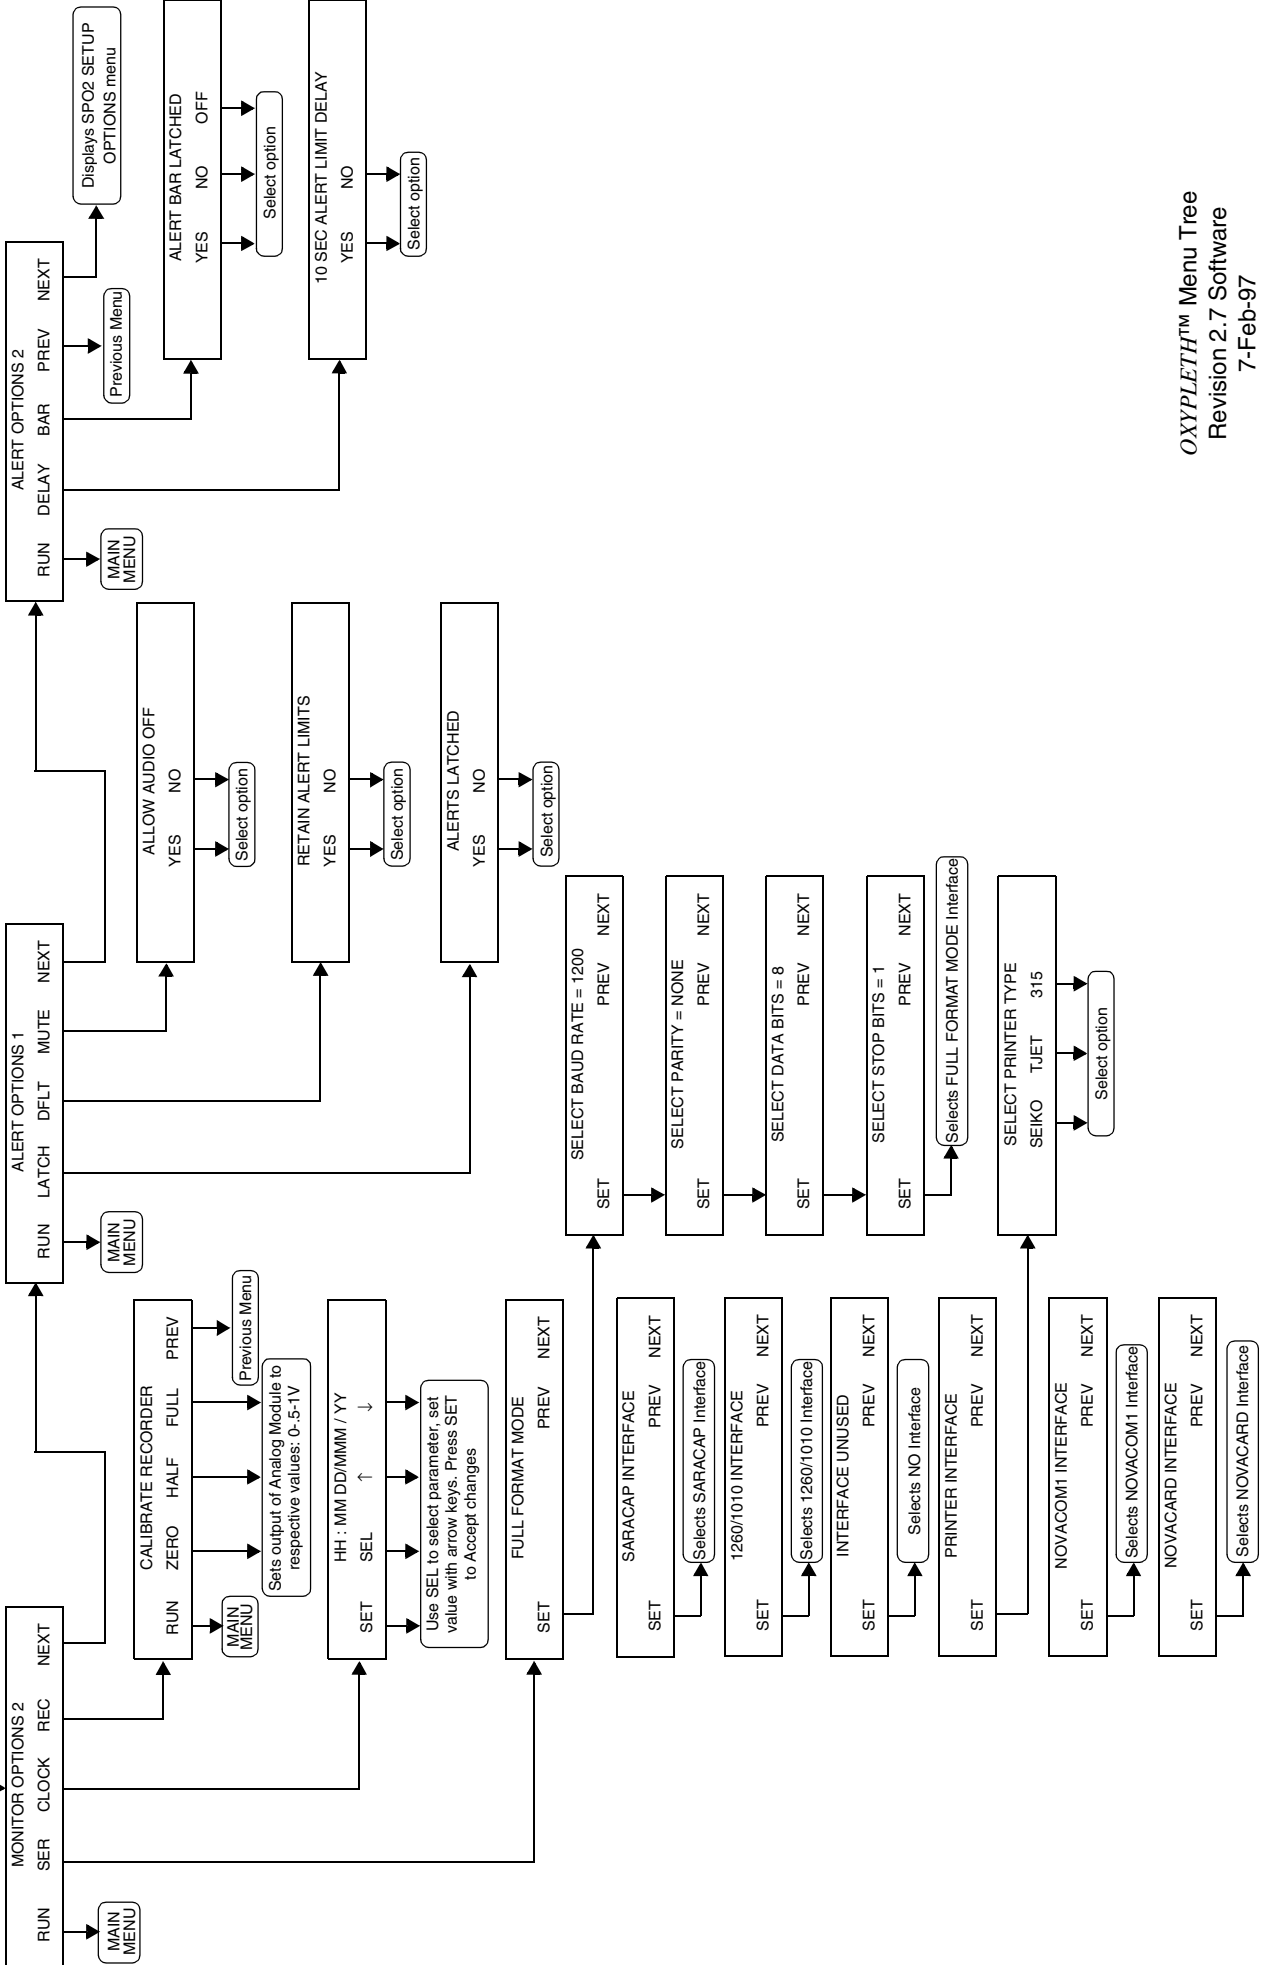 MONITOR OPTIONS 2
RUN SER CLOCK REC NEXT
MAIN
MENU
CALIBRATE RECORDER
RUN ZERO HALF FULL PREV
MAIN
MENU
Previous Menu
Sets output of Analog Module to
respective values: 0-.5-1V
HH : MM DD/MMM / YY
SET SEL ↑ ↓
Use SEL to select parameter, set
value with arrow keys. Press SET
to Accept changes
FULL FORMAT MODE
SET PREV NEXT
SARACAP INTERFACE
SET PREV NEXT
Selects SARACAP Interface
1260/1010 INTERFACE
SET PREV NEXT
Selects 1260/1010 Interface
INTERFACE UNUSED
SET PREV NEXT
Selects NO Interface
PRINTER INTERFACE
SET PREV NEXT
NOVACOM1 INTERFACE
SET PREV NEXT
Selects NOVACOM1 Interface
NOVACARD INTERFACE
SET PREV NEXT
Selects NOVACARD Interface
ALERT OPTIONS 1
RUN LATCH DFLT MUTE NEXT
MAIN
MENU
ALLOW AUDIO OFF
YES NO
Select option
RETAIN ALERT LIMITS
YES NO
Select option
ALERTS LATCHED
YES NO
Select option
SELECT BAUD RATE = 1200
SET PREV NEXT
SELECT PARITY = NONE
SET PREV NEXT
SELECT DATA BITS = 8
SET PREV NEXT
SELECT STOP BITS = 1
SET PREV NEXT
Selects FULL FORMAT MODE Interface
SELECT PRINTER TYPE
SEIKO TJET 315
Select option
ALERT OPTIONS 2
RUN DELAY BAR PREV NEXT
MAIN
MENU
Previous Menu
Displays SPO2 SETUP
OPTIONS menu
ALERT BAR LATCHED
YES NO OFF
Select option
10 SEC ALERT LIMIT DELAY
YES NO
Select option
OXYPLETH™ Menu Tree
Revision 2.7 Software
7-Feb-97